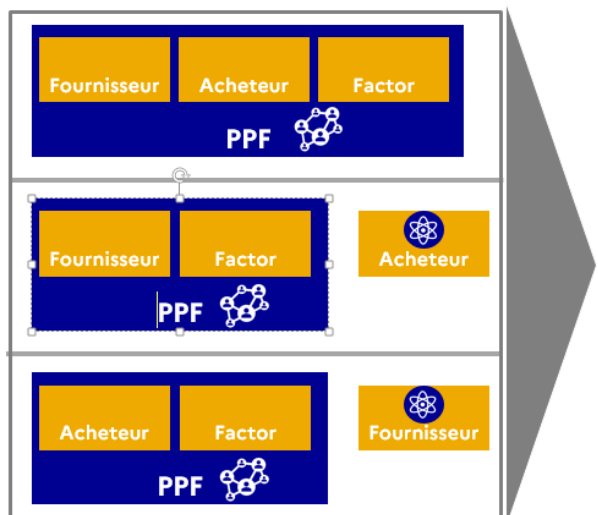 Fournisseur Acheteur Factor
PPF
Fournisseur Factor Acheteur
PPF
Acheteur Factor Fournisseur
PPF